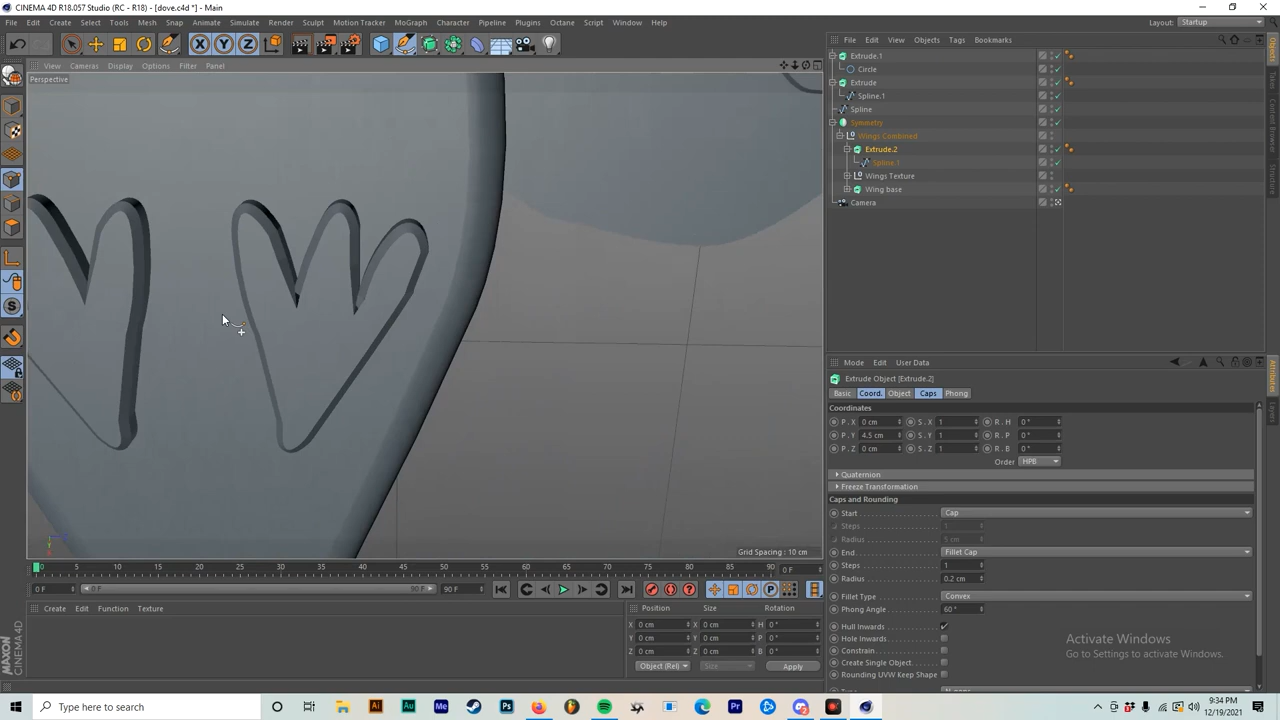 CINEMA 4D R18.057 Studio (RC - R18) - [dove.c4d *] - Main
File Edit Create Select Tools Mesh Snap Animate Simulate Render Sculpt Motion Tracker MoGraph Character Pipeline Plugins Octane Script Window Help
Layout: Startup
View Cameras Display Options Filter Panel
File Edit View Objects Tags Bookmarks
Perspective
Extrude.1
Circle
Extrude
Spline.1
Spline
Symmetry
Wings Combined
Extrude.2
Spline.1
Wings Texture
Wing base
Camera
Objects
Takes
Content Browser
Structure
Attributes
Mode Edit User Data
Extrude Object [Extrude.2]
Basic Coord. Object Caps Phong
Coordinates
P . X 0 cm S . X 1 R . H 0 °
P . Y 4.5 cm S . Y 1 R . P 0 °
P . Z 0 cm S . Z 1 R . B 0 °
Order HPB
Quaternion
Freeze Transformation
Caps and Rounding
Start Cap
Steps 1
Radius 5 cm
End Fillet Cap
Steps 1
Radius 0.2 cm
Fillet Type Convex
Phong Angle 60 °
Hull Inwards
Hole Inwards
Constrain
Create Single Object
Rounding UVW Keep Shape
Grid Spacing : 10 cm
0 5 10 15 20 25 30 35 40 45 50 55 60 65 70 75 80 85 90 0 F
0 F 0 F 90 F 90 F
Create Edit Function Texture
Position Size Rotation
X 0 cm X 0 cm H 0 °
Y 0 cm Y 0 cm P 0 °
Z 0 cm Z 0 cm B 0 °
Object (Rel) Size Apply
MAXON
CINEMA 4D
Activate Windows
Go to Settings to activate Windows.
Type here to search
9:34 PM
12/19/2021